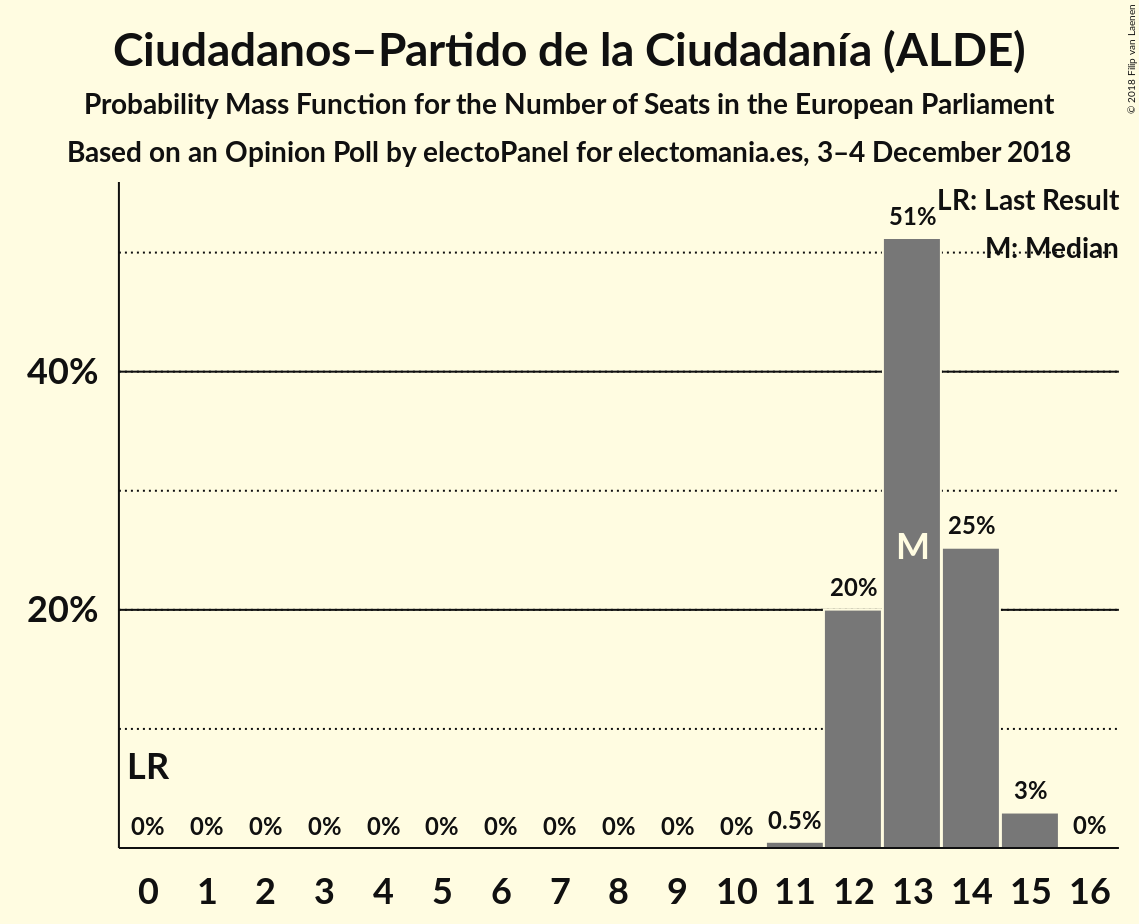 Ciudadanos–Partido de la Ciudadanía (ALDE)
Probability Mass Function for the Number of Seats in the European Parliament
Based on an Opinion Poll by electoPanel for electomania.es, 3–4 December 2018
© 2018 Filip van Laenen
LR: Last Result
M: Median
51%
40%
25%
M
20%
20%
LR
3%
0% 0% 0% 0% 0% 0% 0% 0% 0% 0% 0% 0.5% 0%
0 1 2 3 4 5 6 7 8 9 10 11 12 13 14 15 16